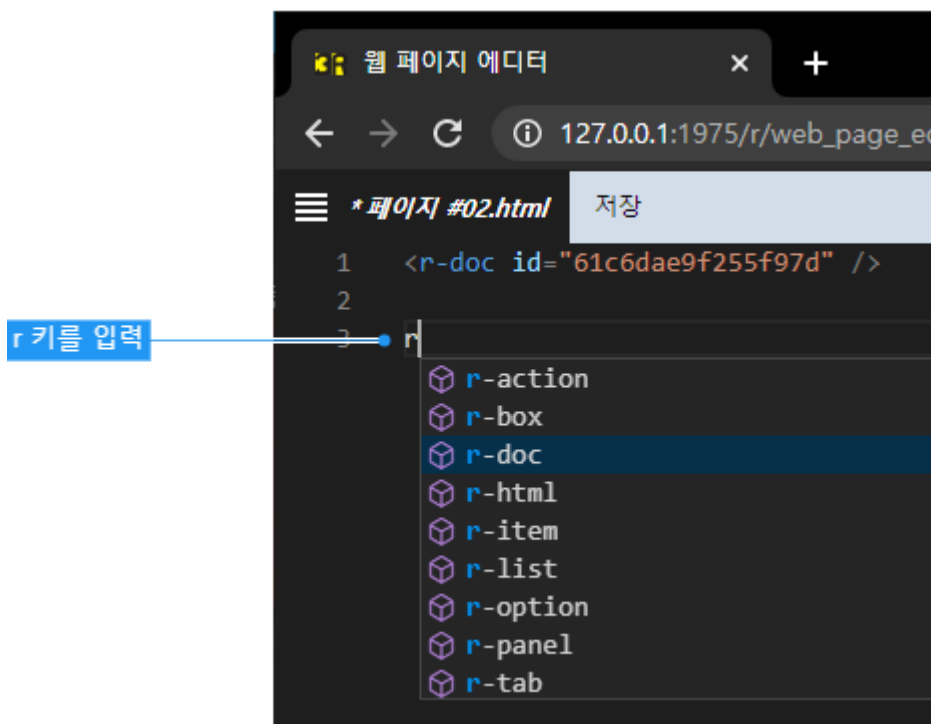 웹 페이지 에디터
127.0.0.1:1975/r/web_page_e
* 페이지 #02.html 저장
1 <r-doc id="61c6dae9f255f97d" />
2
r 키를 입력 3 r
r-action
r-box
r-doc
r-html
r-item
r-list
r-option
r-panel
r-tab